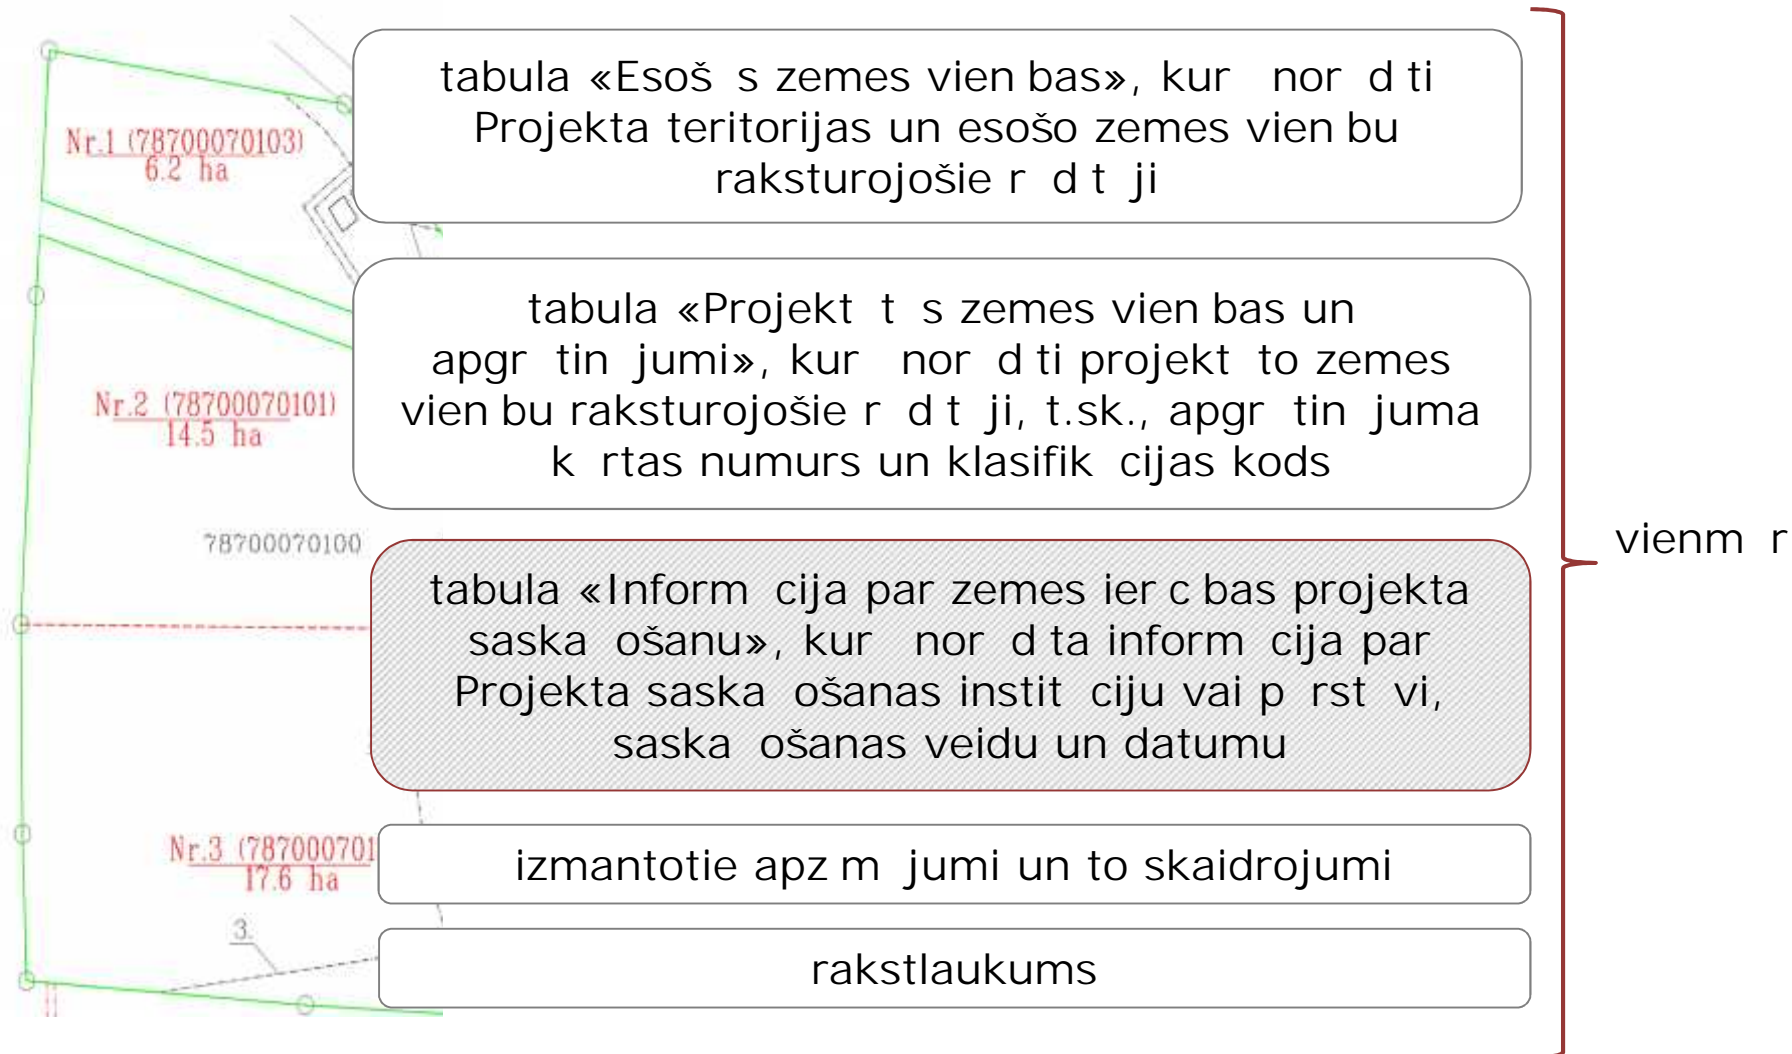 Nr.1 (78700070103)
6.2 ha
Nr.2 (78700070101)
14.5 ha
78700070100
Nr.3 (787000701
17.6 ha
3.
tabula «Esoš s zemes vien bas», kur nor d ti
Projekta teritorijas un esošo zemes vien bu
raksturojošie r d t ji
tabula «Projekt t s zemes vien bas un
apgr tin jumi», kur nor d ti projekt to zemes
vien bu raksturojošie r d t ji, t.sk., apgr tin juma
k rtas numurs un klasifik cijas kods
tabula «Inform cija par zemes ier c bas projekta
saska ošanu», kur nor d ta inform cija par
Projekta saska ošanas instit ciju vai p rst vi,
saska ošanas veidu un datumu
izmantotie apz m jumi un to skaidrojumi
rakstlaukums
vienm r